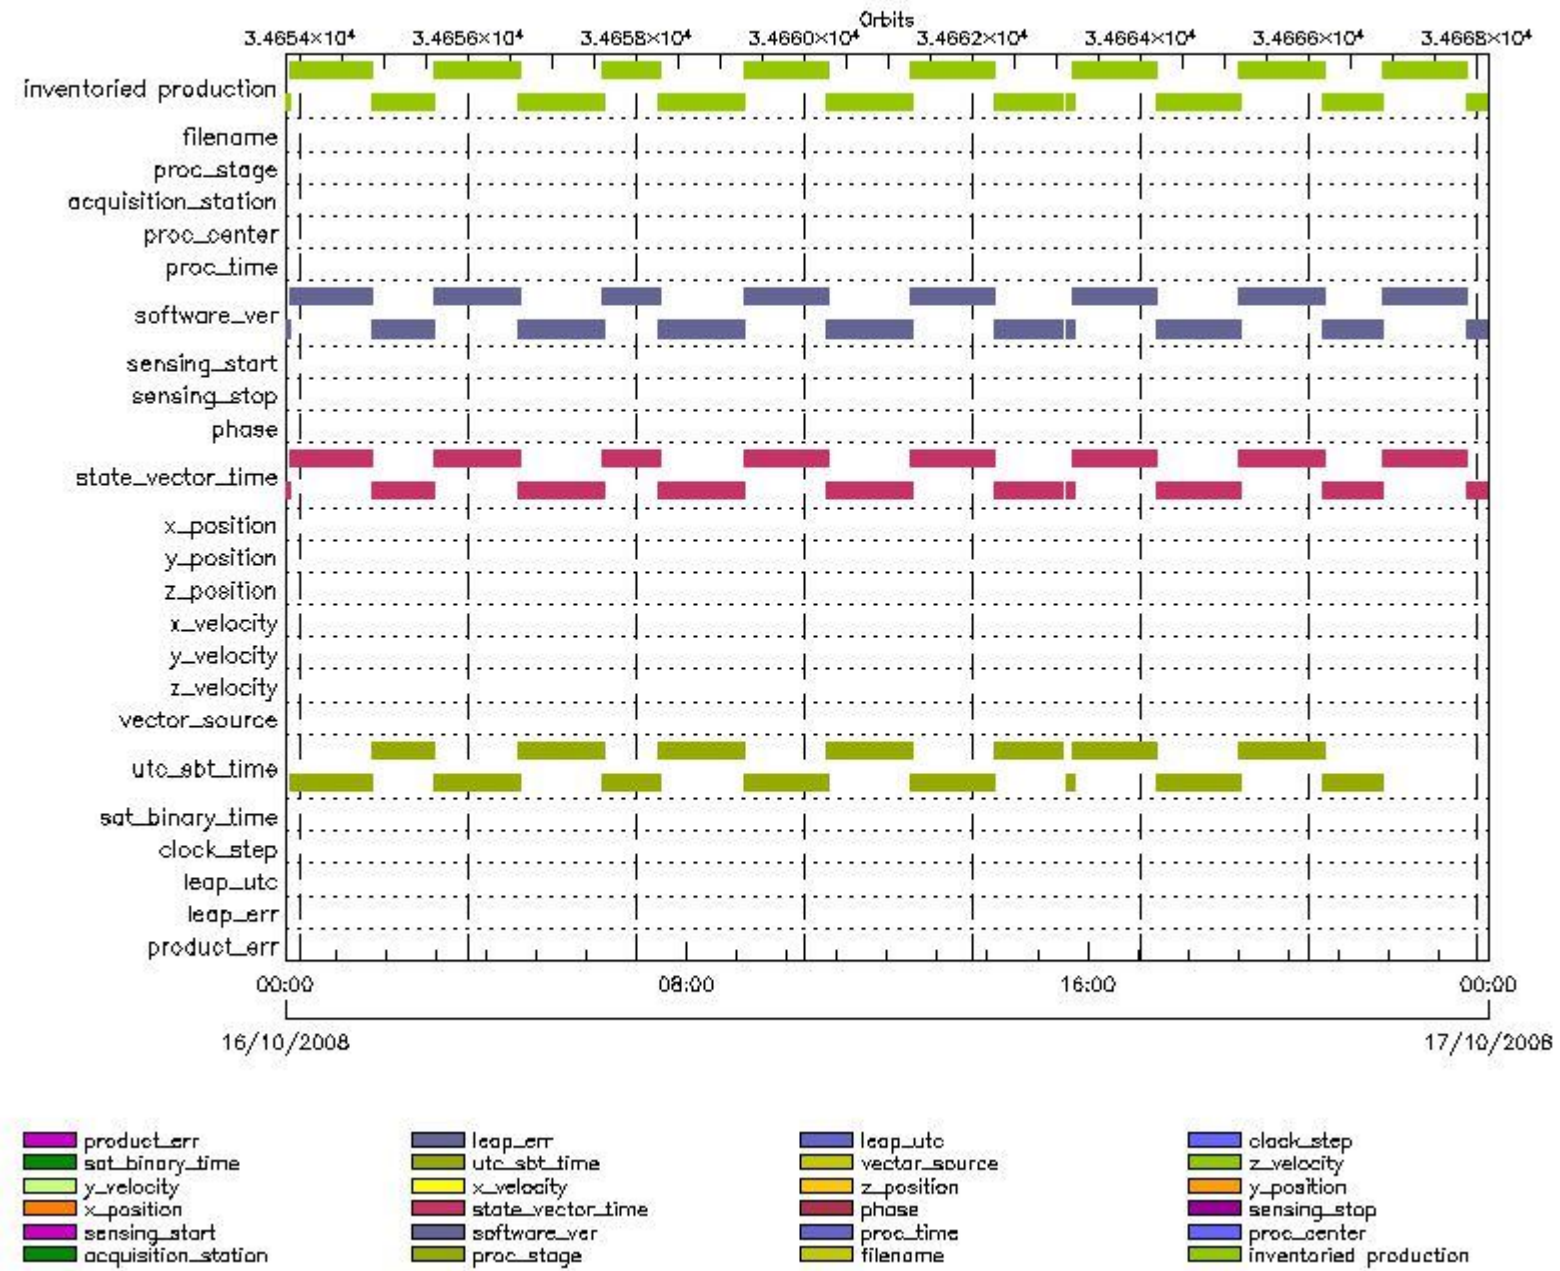 Orbits
3.4654×10⁴ 3.4656×10⁴ 3.4658×10⁴ 3.4660×10⁴ 3.4662×10⁴ 3.4664×10⁴ 3.4666×10⁴ 3.4668×10⁴
inventoried production
filename
proc_stage
acquisition_station
proc_center
proc_time
software_ver
sensing_start
sensing_stop
phase
state_vector_time
x_position
y_position
z_position
x_velocity
y_velocity
z_velocity
vector_source
utc_sbt_time
sat_binary_time
clock_step
leap_utc
leap_err
product_err
00:00 08:00 16:00 00:00
16/10/2008 17/10/2008
product_err leap_err leap_utc clock_step
sat_binary_time utc_sbt_time vector_source z_velocity
y_velocity x_velocity z_position y_position
x_position state_vector_time phase sensing_stop
sensing_start software_ver proc_time proc_center
acquisition_station proc_stage filename inventoried production